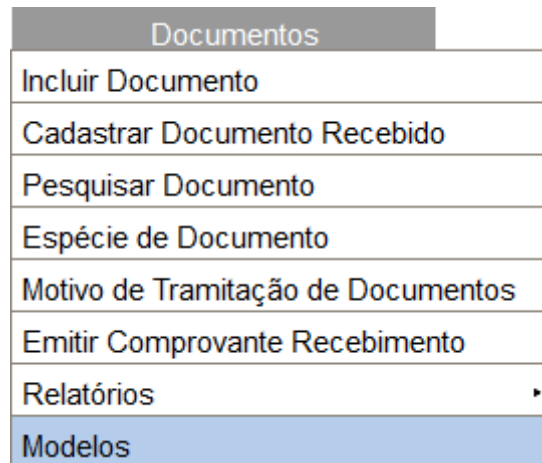 Documentos
Incluir Documento
Cadastrar Documento Recebido
Pesquisar Documento
Espécie de Documento
Motivo de Tramitação de Documentos
Emitir Comprovante Recebimento
Relatórios
Modelos